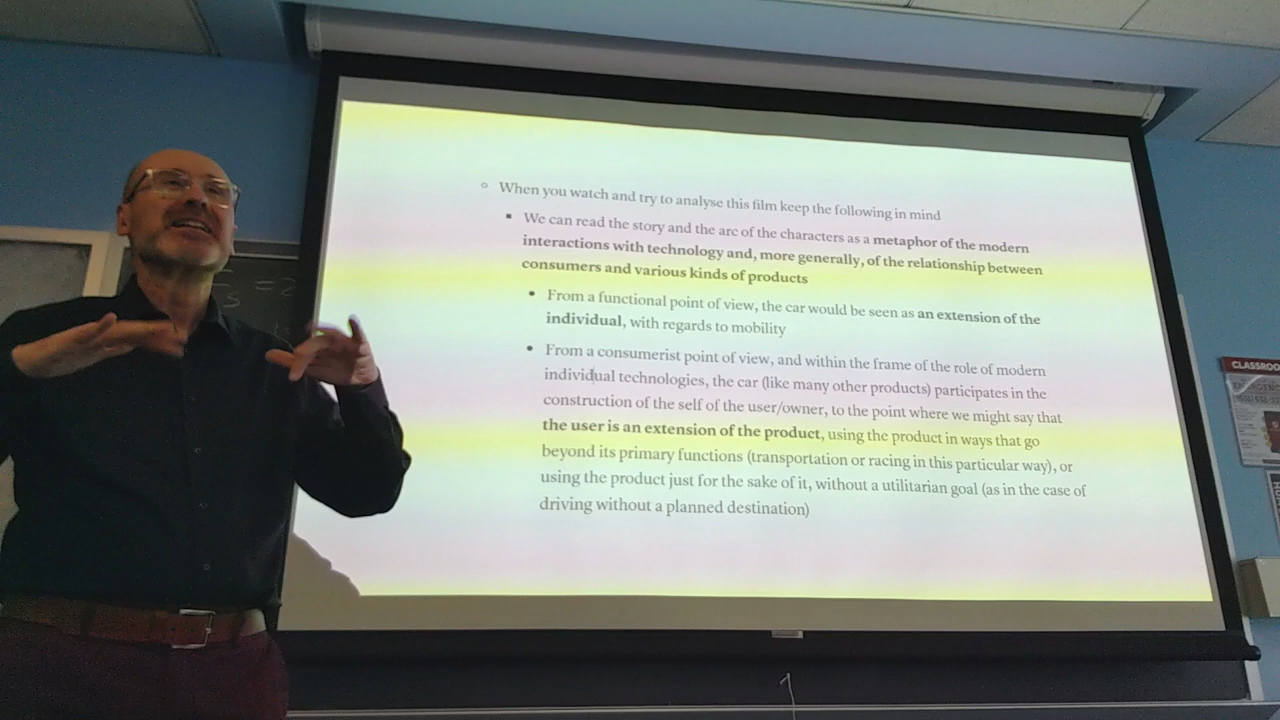 When you watch and try to analyse this film keep the following in mind
We can read the story and the arc of the characters as a metaphor of the modern
interactions with technology and, more generally, of the relationship between
consumers and various kinds of products
From a functional point of view, the car would be seen as an extension of the
individual, with regards to mobility
From a consumerist point of view, and within the frame of the role of modern
individual technologies, the car (like many other products) participates in the
construction of the self of the user/owner, to the point where we might say that
the user is an extension of the product, using the product in ways that go
beyond its primary functions (transportation or racing in this particular way), or
using the product just for the sake of it, without a utilitarian goal (as in the case of
driving without a planned destination)
CLASSROO